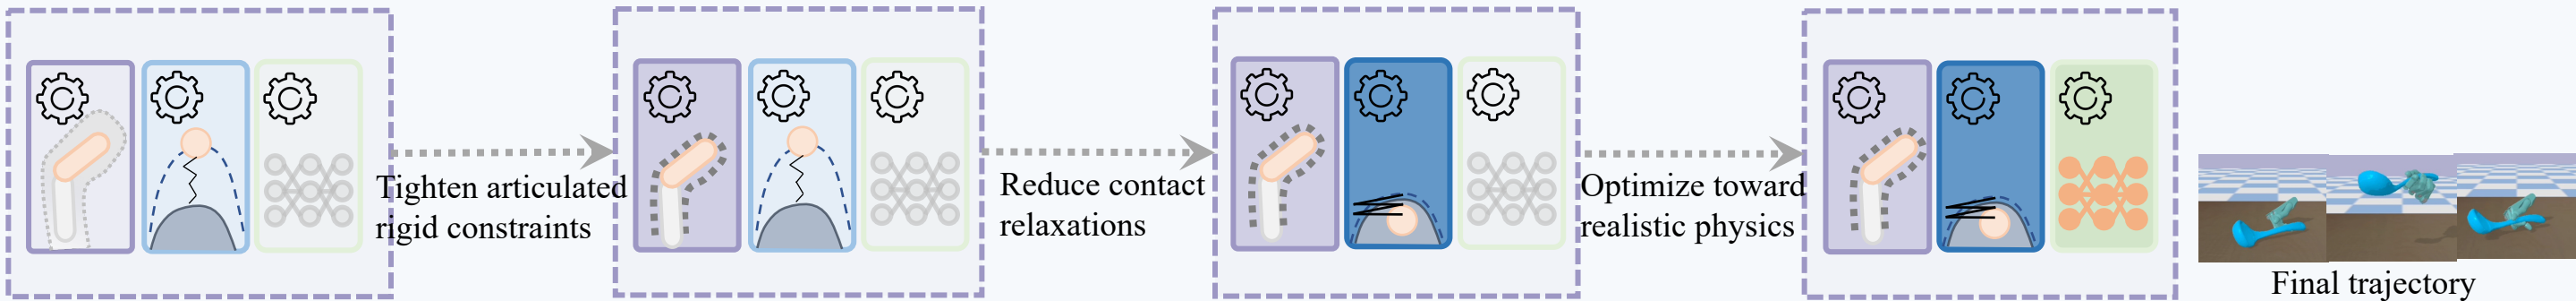 Tighten articulated
rigid constraints
Reduce contact
relaxations
Optimize toward
realistic physics
Final trajectory